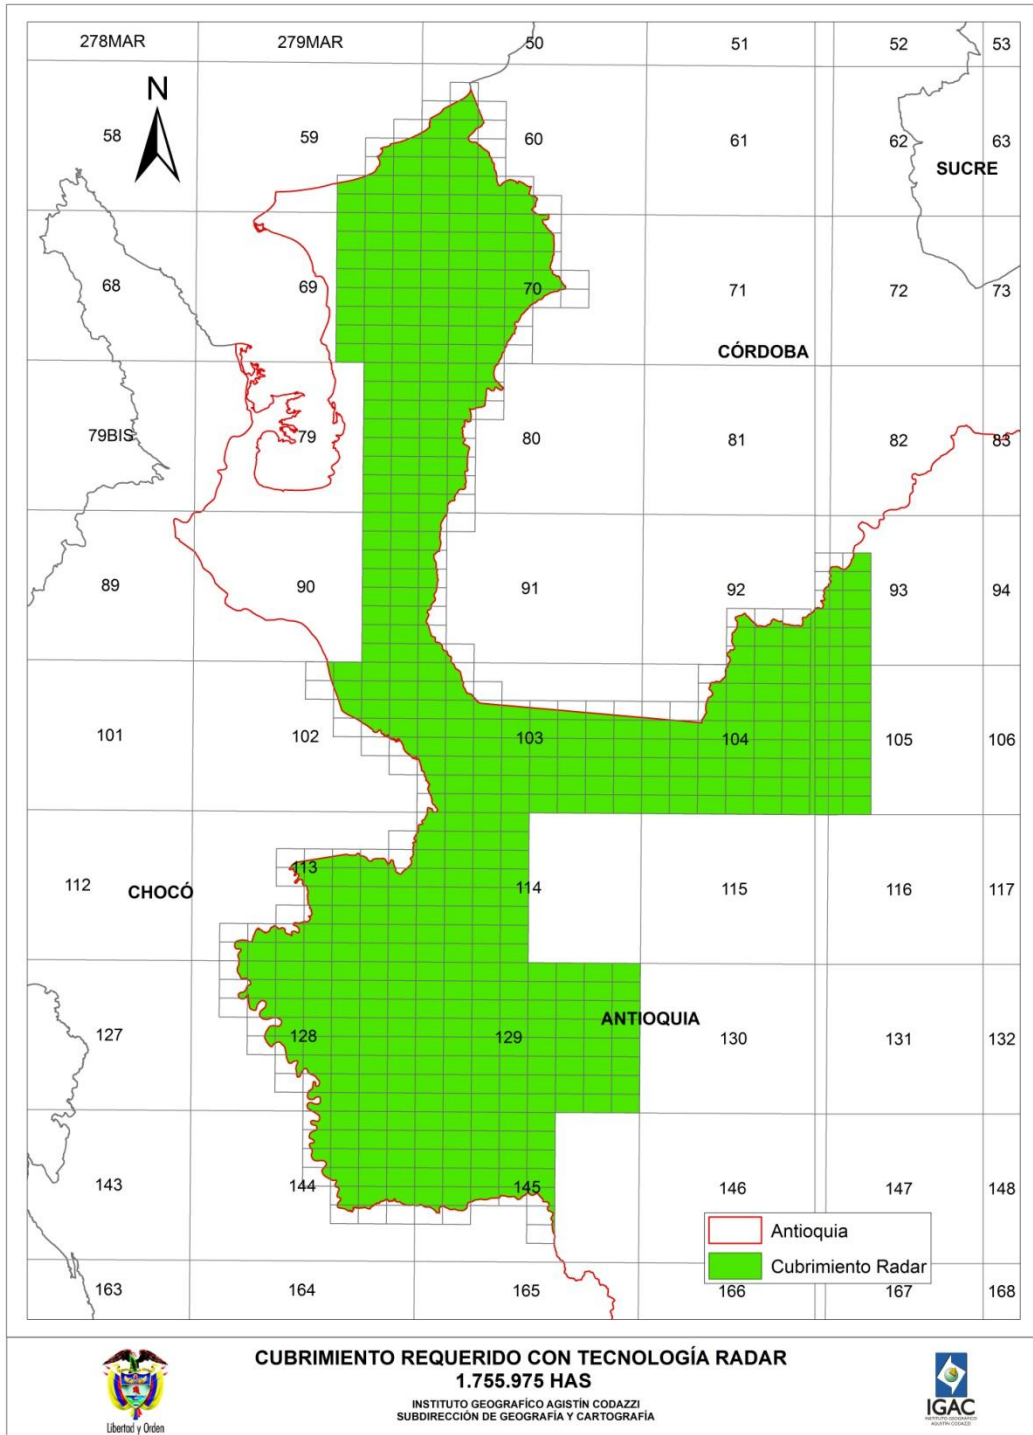 278MAR 279MAR 50 51 52 53
N
58 59 60 61 62 63
SUCRE
68 69 70 71 72 73
CÓRDOBA
79BIS 79 80 81 82 83
89 90 91 92 93 94
101 102 103 104 105 106
113
112 114 115 116 117
CHOCÓ
ANTIOQUIA
127 128 129 130 131 132
143 144 145 146 147 148
Antioquia
Cubrimiento Radar
163 164 165 166 167 168
CUBRIMIENTO REQUERIDO CON TECNOLOGÍA RADAR
1.755.975 HAS
INSTITUTO GEOGRAFÍCO AGISTÍN CODAZZI
SUBDIRECCIÓN DE GEOGRAFÍA Y CARTOGRAFÍA
Libertad y Orden
IGAC
INSTITUTO GEOGRÁFICO
AGUSTÍN CODAZZI